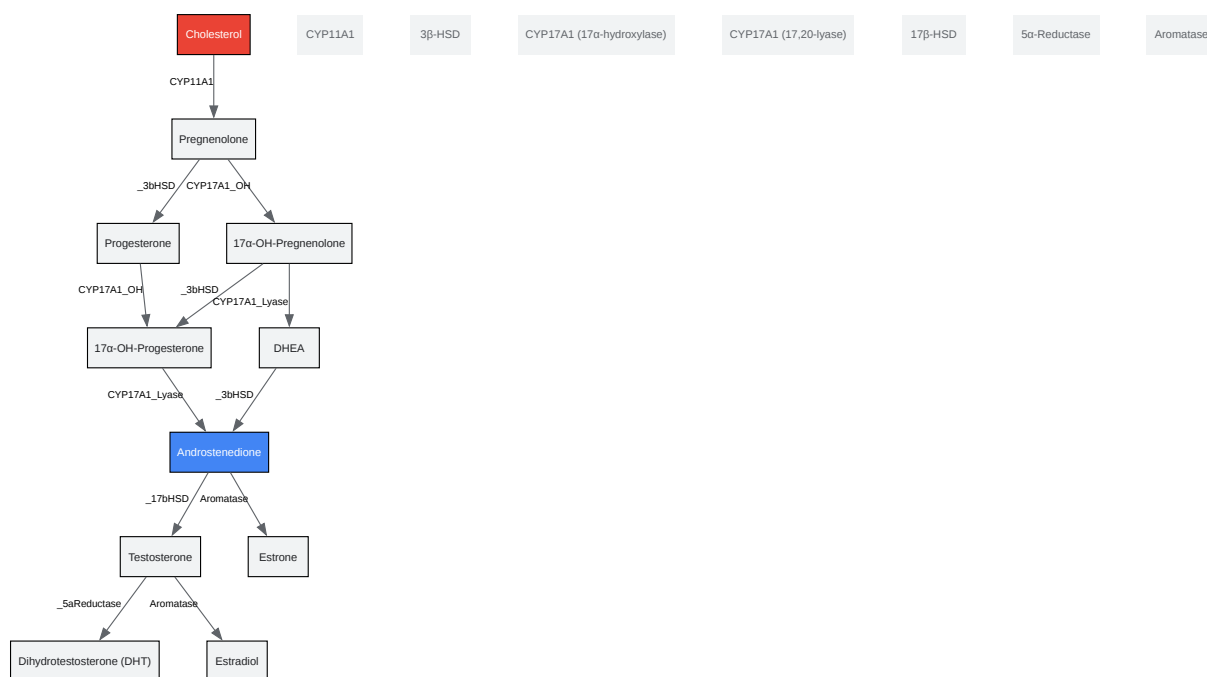 Cholesterol
CYP11A1
3β-HSD
CYP17A1 (17α-hydroxylase)
CYP17A1 (17,20-lyase)
17β-HSD
5α-Reductase
Aromatase
CYP11A1
Pregnenolone
_3bHSD
CYP17A1_OH
Progesterone
17α-OH-Pregnenolone
CYP17A1_OH
_3bHSD
CYP17A1_Lyase
17α-OH-Progesterone
DHEA
CYP17A1_Lyase
_3bHSD
Androstenedione
_17bHSD
Aromatase
Testosterone
Estrone
_5aReductase
Aromatase
Dihydrotestosterone (DHT)
Estradiol